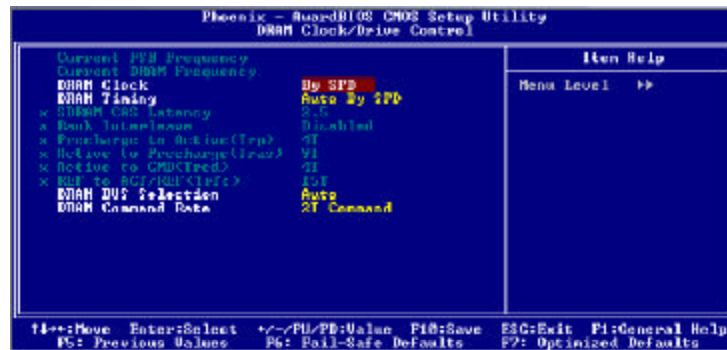 Phoenix - AwardBIOS CMOS Setup Utility
DRAM Clock/Drive Control
Current FSB Frequency
Current DRAM Frequency
DRAM Clock By SPD
DRAM Timing Auto By SPD
x SDRAM CAS Latency 2.5
x Bank Interleave Disabled
x Precharge to Active(Trp) 4T
x Active to Precharge(Tras) 9T
x Active to CMD(Trcd) 4T
x REF to ACT/REF(Trfc) 15T
DRAM Selection Auto
DRAM Command Rate 2T Command
Item Help
Menu Level ▸▸
↑↓→←:Move Enter:Select +/-/PU/PD:Value F10:Save ESC:Exit F1:General Help
F5: Previous Values F6: Fail-Safe Defaults F7: Optimized Defaults